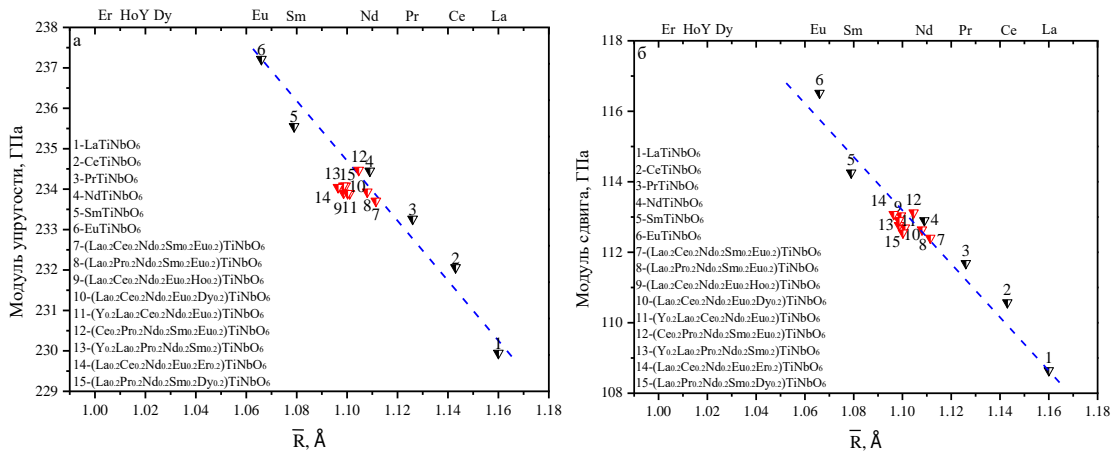 Er HoY Dy Eu Sm Nd Pr Ce La
а
238
237
236
235
234
233
232
231
230
229
Модуль упругости, ГПа
6
5
12
4
13
15
10
14
9
11
8
7
3
2
1
1-LaTiNbO₆
2-CeTiNbO₆
3-PrTiNbO₆
4-NdTiNbO₆
5-SmTiNbO₆
6-EuTiNbO₆
7-(La₀.₂Ce₀.₂Nd₀.₂Sm₀.₂Eu₀.₂)TiNbO₆
8-(La₀.₂Pr₀.₂Nd₀.₂Sm₀.₂Eu₀.₂)TiNbO₆
9-(La₀.₂Ce₀.₂Nd₀.₂Eu₀.₂Ho₀.₂)TiNbO₆
10-(La₀.₂Ce₀.₂Nd₀.₂Eu₀.₂Dy₀.₂)TiNbO₆
11-(Y₀.₂La₀.₂Ce₀.₂Nd₀.₂Eu₀.₂)TiNbO₆
12-(Ce₀.₂Pr₀.₂Nd₀.₂Sm₀.₂Eu₀.₂)TiNbO₆
13-(Y₀.₂La₀.₂Pr₀.₂Nd₀.₂Sm₀.₂)TiNbO₆
14-(La₀.₂Ce₀.₂Nd₀.₂Eu₀.₂Er₀.₂)TiNbO₆
15-(La₀.₂Pr₀.₂Nd₀.₂Sm₀.₂Dy₀.₂)TiNbO₆
1.00 1.02 1.04 1.06 1.08 1.10 1.12 1.14 1.16 1.18
R̅, Å
Er HoY Dy Eu Sm Nd Pr Ce La
б
118
116
114
112
110
108
Модуль сдвига, ГПа
6
5
14
9
12
4
13
15
10
8
7
3
2
1
1-LaTiNbO₆
2-CeTiNbO₆
3-PrTiNbO₆
4-NdTiNbO₆
5-SmTiNbO₆
6-EuTiNbO₆
7-(La₀.₂Ce₀.₂Nd₀.₂Sm₀.₂Eu₀.₂)TiNbO₆
8-(La₀.₂Pr₀.₂Nd₀.₂Sm₀.₂Eu₀.₂)TiNbO₆
9-(La₀.₂Ce₀.₂Nd₀.₂Eu₀.₂Ho₀.₂)TiNbO₆
10-(La₀.₂Ce₀.₂Nd₀.₂Eu₀.₂Dy₀.₂)TiNbO₆
11-(Y₀.₂La₀.₂Ce₀.₂Nd₀.₂Eu₀.₂)TiNbO₆
12-(Ce₀.₂Pr₀.₂Nd₀.₂Sm₀.₂Eu₀.₂)TiNbO₆
13-(Y₀.₂La₀.₂Pr₀.₂Nd₀.₂Sm₀.₂)TiNbO₆
14-(La₀.₂Ce₀.₂Nd₀.₂Eu₀.₂Er₀.₂)TiNbO₆
15-(La₀.₂Pr₀.₂Nd₀.₂Sm₀.₂Dy₀.₂)TiNbO₆
1.00 1.02 1.04 1.06 1.08 1.10 1.12 1.14 1.16 1.18
R̅, Å